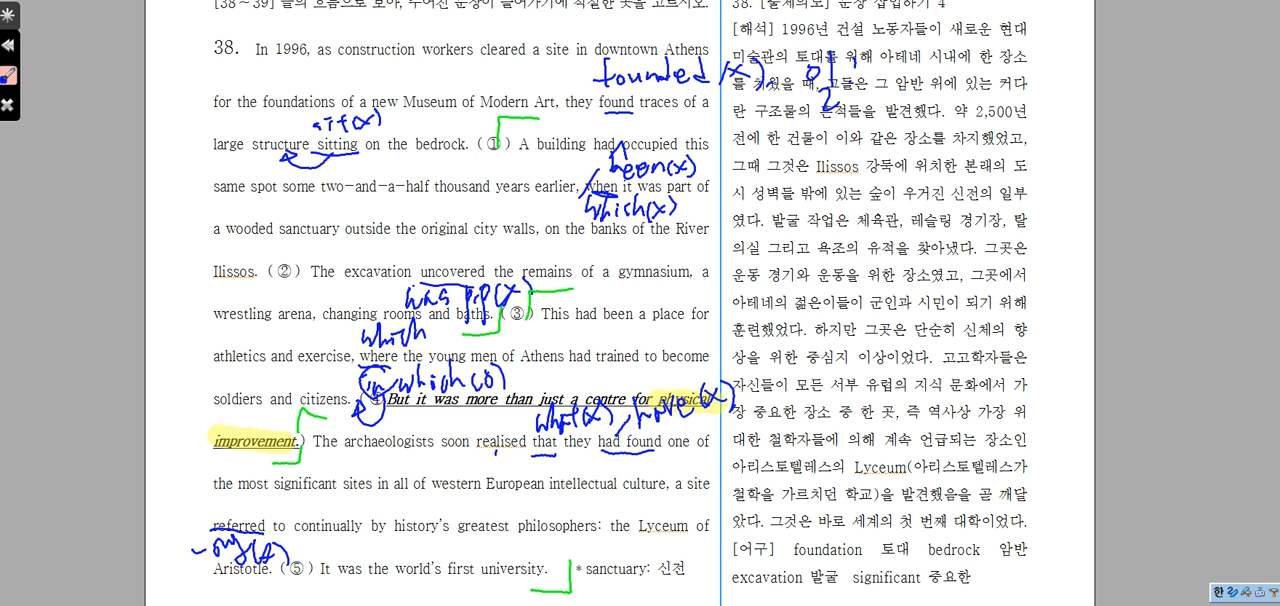 [38~39] 글의 흐름으로 보아, 주어진 문장이 들어가기에 적절한 곳을 고르시오.
38. In 1996, as construction workers cleared a site in downtown Athens
founded (x),
for the foundations of a new Museum of Modern Art, they found traces of a
sit(x)
large structure sitting on the bedrock. ( ① ) A building had occupied this
been(x)
same spot some two-and-a-half thousand years earlier, when it was part of
which(x)
a wooded sanctuary outside the original city walls, on the banks of the River
Ilissos. ( ② ) The excavation uncovered the remains of a gymnasium, a
was p.p(x)
wrestling arena, changing rooms and baths. ( ③ ) This had been a place for
which
athletics and exercise, where the young men of Athens had trained to become
in which(o)
soldiers and citizens. ( But it was more than just a centre for physical
what(x), have(x)
improvement.) The archaeologists soon realised that they had found one of
the most significant sites in all of western European intellectual culture, a site
referred to continually by history's greatest philosophers: the Lyceum of
-ing(x)
Aristotle. ( ⑤ ) It was the world's first university. *sanctuary: 신전
38. [출제의도] 문장 삽입하기 4
[해석] 1996년 건설 노동자들이 새로운 현대
미술관의 토대를 위해 아테네 시내에 한 장소
를 치웠을 때, 그들은 그 암반 위에 있는 커다
란 구조물의 흔적들을 발견했다. 약 2,500년
전에 한 건물이 이와 같은 장소를 차지했었고,
그때 그것은 Ilissos 강둑에 위치한 본래의 도
시 성벽들 밖에 있는 숲이 우거진 신전의 일부
였다. 발굴 작업은 체육관, 레슬링 경기장, 탈
의실 그리고 욕조의 유적을 찾아냈다. 그곳은
운동 경기와 운동을 위한 장소였고, 그곳에서
아테네의 젊은이들이 군인과 시민이 되기 위해
훈련했었다. 하지만 그곳은 단순히 신체의 향
상을 위한 중심지 이상이었다. 고고학자들은
자신들이 모든 서부 유럽의 지식 문화에서 가
장 중요한 장소 중 한 곳, 즉 역사상 가장 위
대한 철학자들에 의해 계속 언급되는 장소인
아리스토텔레스의 Lyceum(아리스토텔레스가
철학을 가르치던 학교)을 발견했음을 곧 깨달
았다. 그것은 바로 세계의 첫 번째 대학이었다.
[어구] foundation 토대 bedrock 암반
excavation 발굴 significant 중요한
한